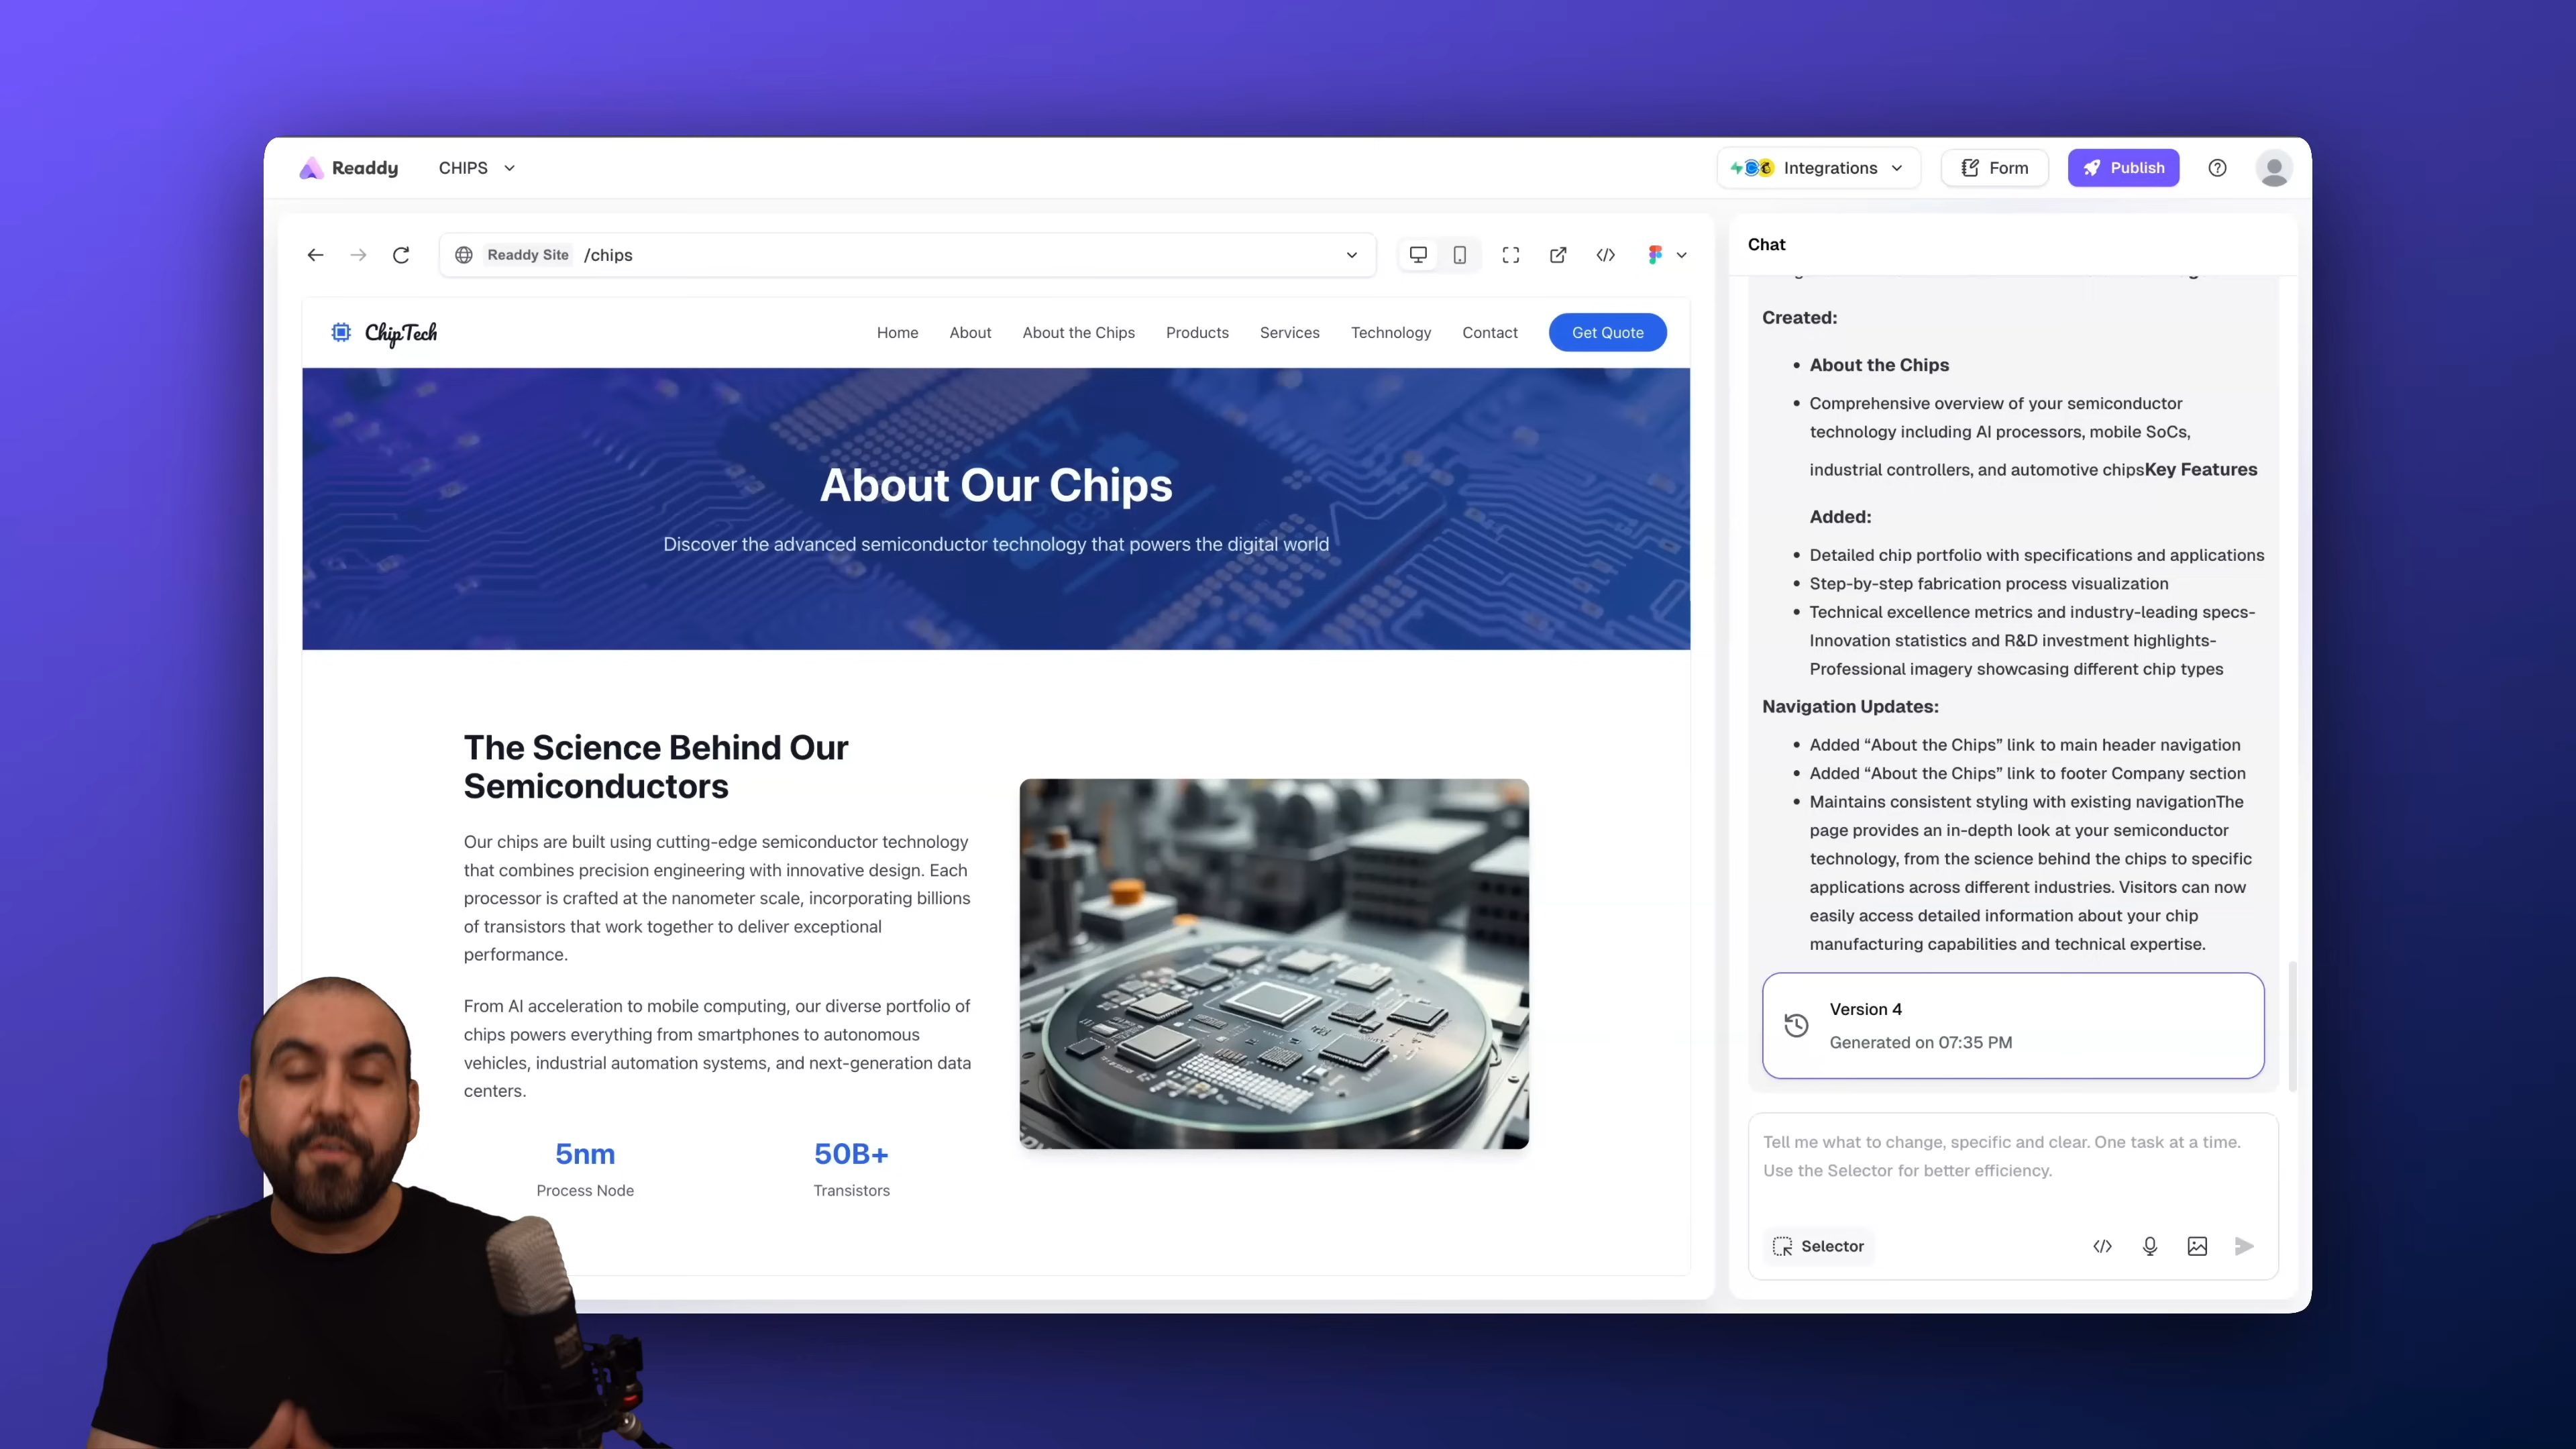 Readdy
CHIPS
Integrations
Form
Publish
Readdy Site /chips
ChipTech
Home
About
About the Chips
Products
Services
Technology
Contact
Get Quote
About Our Chips
Discover the advanced semiconductor technology that powers the digital world
The Science Behind Our
Semiconductors
Our chips are built using cutting-edge semiconductor technology
that combines precision engineering with innovative design. Each
processor is crafted at the nanometer scale, incorporating billions
of transistors that work together to deliver exceptional
performance.
From AI acceleration to mobile computing, our diverse portfolio of
chips powers everything from smartphones to autonomous
vehicles, industrial automation systems, and next-generation data
centers.
5nm
Process Node
50B+
Transistors
Chat
Created:
• About the Chips
• Comprehensive overview of your semiconductor
technology including AI processors, mobile SoCs,
industrial controllers, and automotive chipsKey Features
Added:
• Detailed chip portfolio with specifications and applications
• Step-by-step fabrication process visualization
• Technical excellence metrics and industry-leading specs-
Innovation statistics and R&D investment highlights-
Professional imagery showcasing different chip types
Navigation Updates:
• Added “About the Chips” link to main header navigation
• Added “About the Chips” link to footer Company section
• Maintains consistent styling with existing navigationThe
page provides an in-depth look at your semiconductor
technology, from the science behind the chips to specific
applications across different industries. Visitors can now
easily access detailed information about your chip
manufacturing capabilities and technical expertise.
Version 4
Generated on 07:35 PM
Tell me what to change, specific and clear. One task at a time.
Use the Selector for better efficiency.
Selector